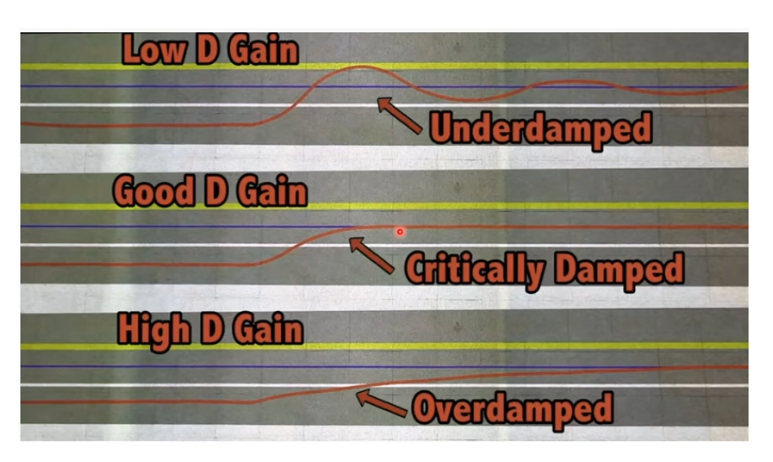 Low D Gain
Underdamped
Good D Gain
Critically Damped
High D Gain
Overdamped